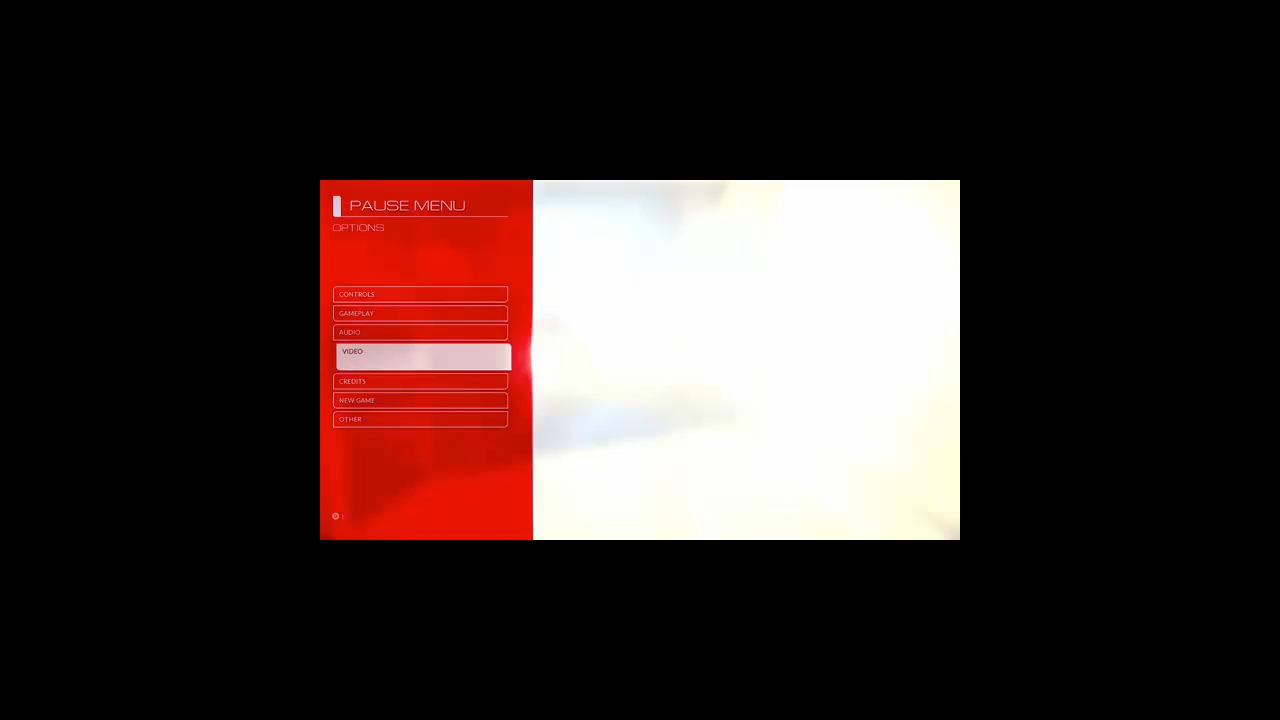 PAUSE MENU
OPTIONS
CONTROLS
GAMEPLAY
AUDIO
VIDEO
CREDITS
NEW GAME
OTHER